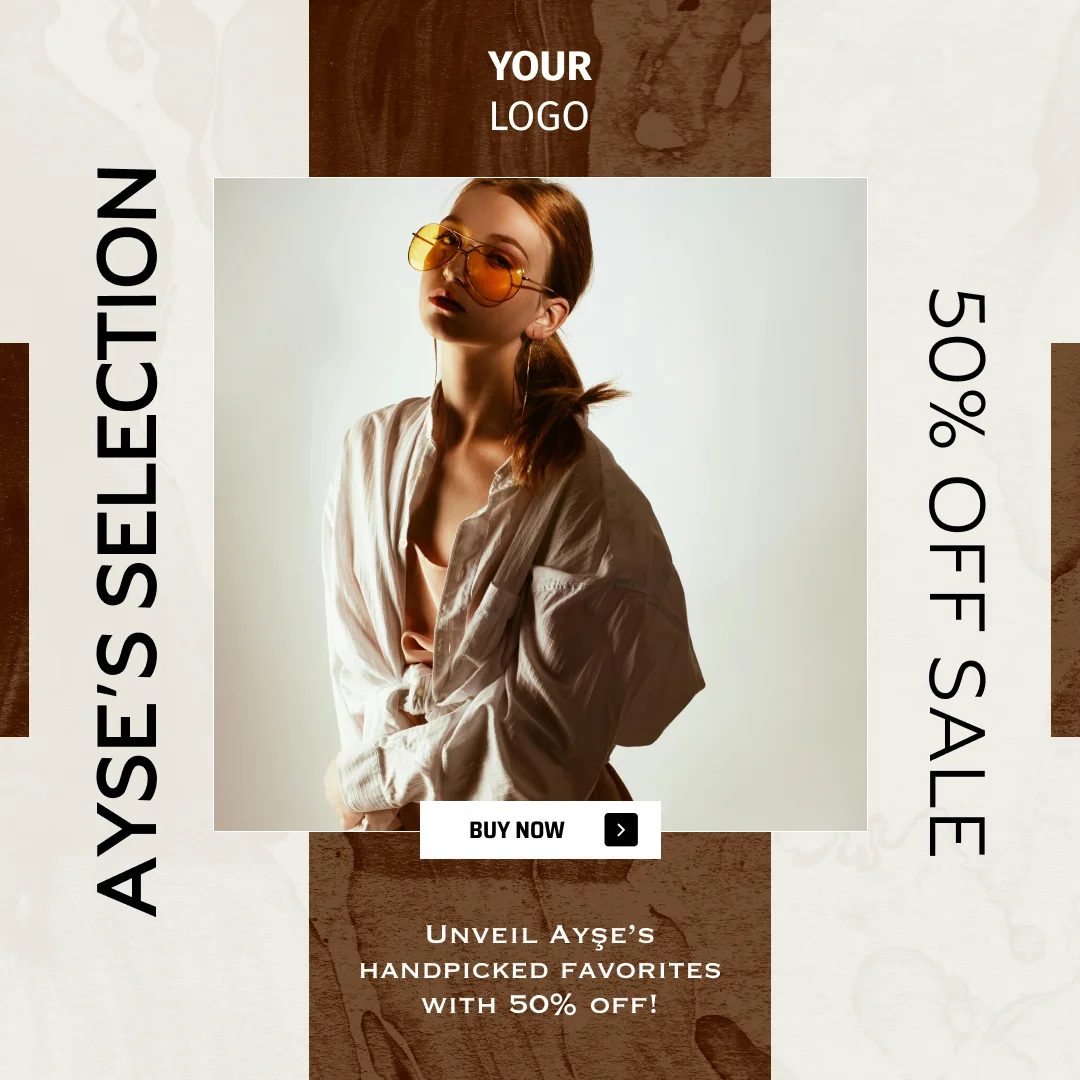 YOUR
LOGO
AYSE'S SELECTION
50% OFF SALE
BUY NOW
UNVEIL AYŞE'S
HANDPICKED FAVORITES
WITH 50% OFF!